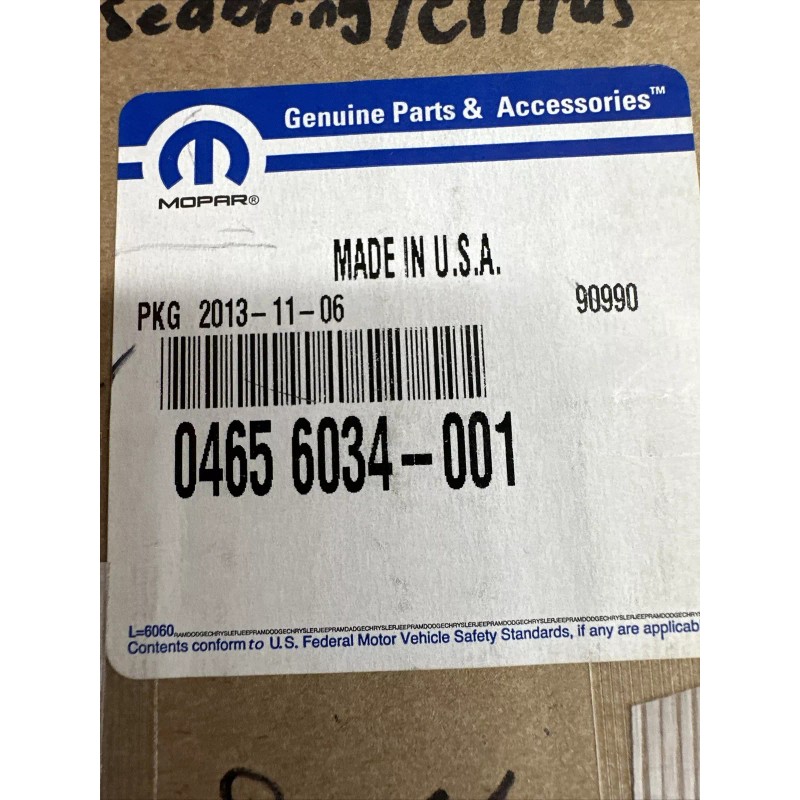 Seabring/Cirrus
Genuine Parts & Accessories™
MOPAR®
MADE IN U.S.A.
PKG 2013-11-06
90990
0465 6034-001
L=6060
Contents conform to U.S. Federal Motor Vehicle Safety Standards, if any are applicab